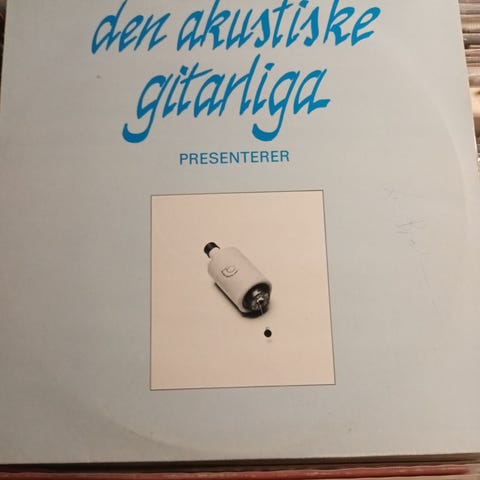 den akustiske
gitarliga
PRESENTERER